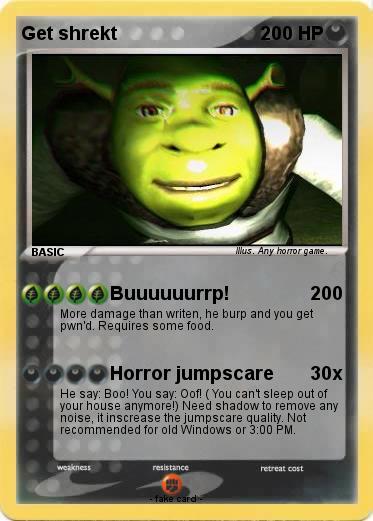 Get shrekt 200 HP
BASIC Illus. Any horror game.
Buuuuuurrp! 200
More damage than writen, he burp and you get
pwn'd. Requires some food.
Horror jumpscare 30x
He say: Boo! You say: Oof! ( You can't sleep out of
your house anymore!) Need shadow to remove any
noise, it inscrease the jumpscare quality. Not
recommended for old Windows or 3:00 PM.
weakness resistance retreat cost
- fake card -